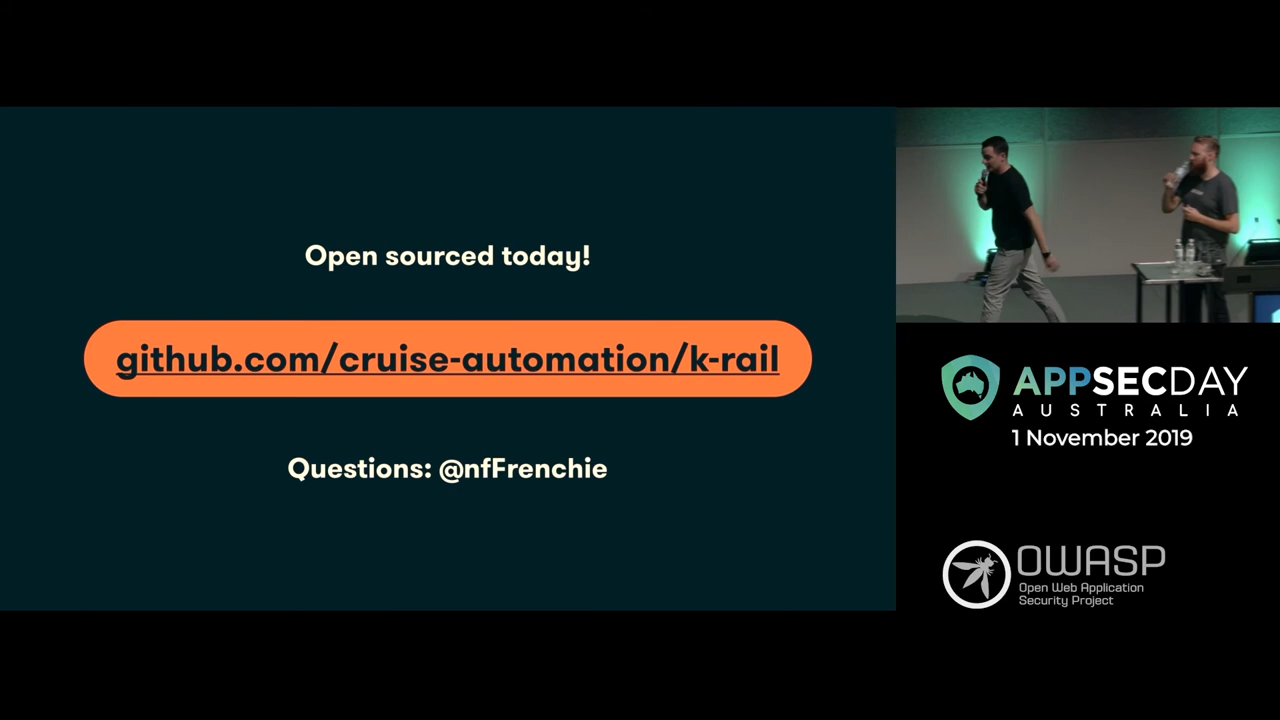 Open sourced today!
github.com/cruise-automation/k-rail
Questions: @nfFrenchie
APPSECDAY
AUSTRALIA
1 November 2019
OWASP
Open Web Application
Security Project